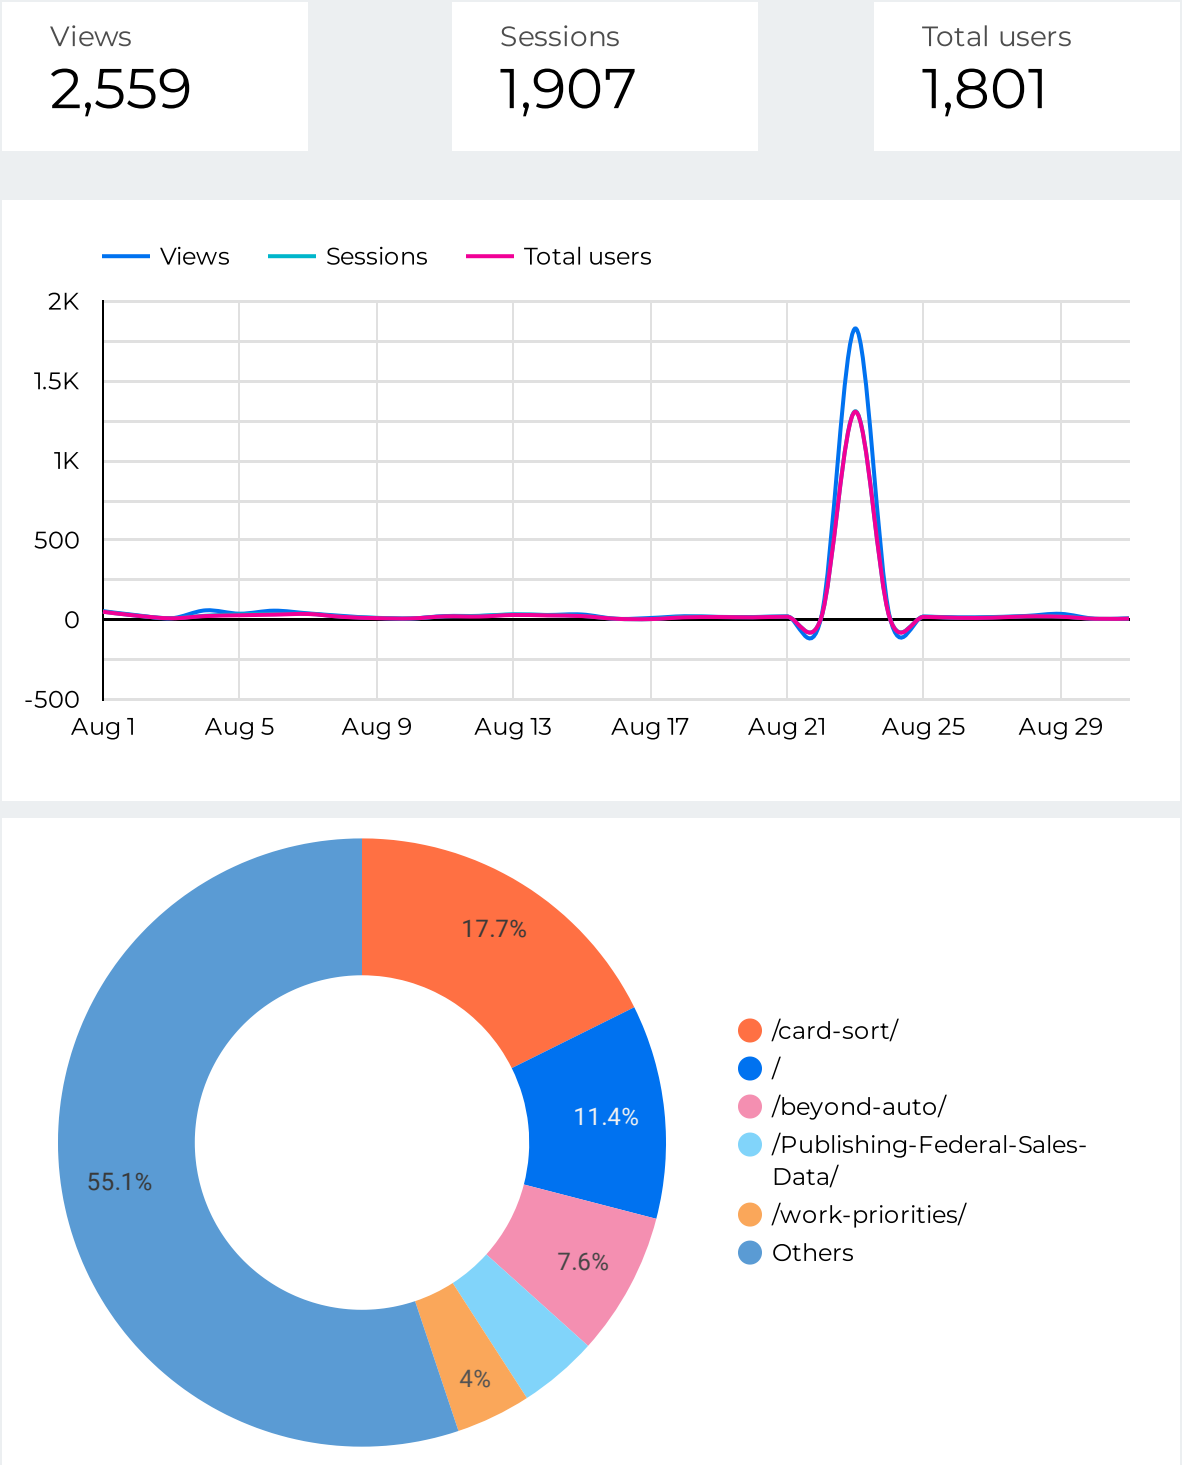 Views
2,559
Sessions
1,907
Total users
1,801
Views Sessions Total users
2K
1.5K
1K
500
0
-500
Aug 1 Aug 5 Aug 9 Aug 13 Aug 17 Aug 21 Aug 25 Aug 29
17.7%
11.4%
7.6%
4%
55.1%
/card-sort/
/
/beyond-auto/
/Publishing-Federal-Sales-
Data/
/work-priorities/
Others